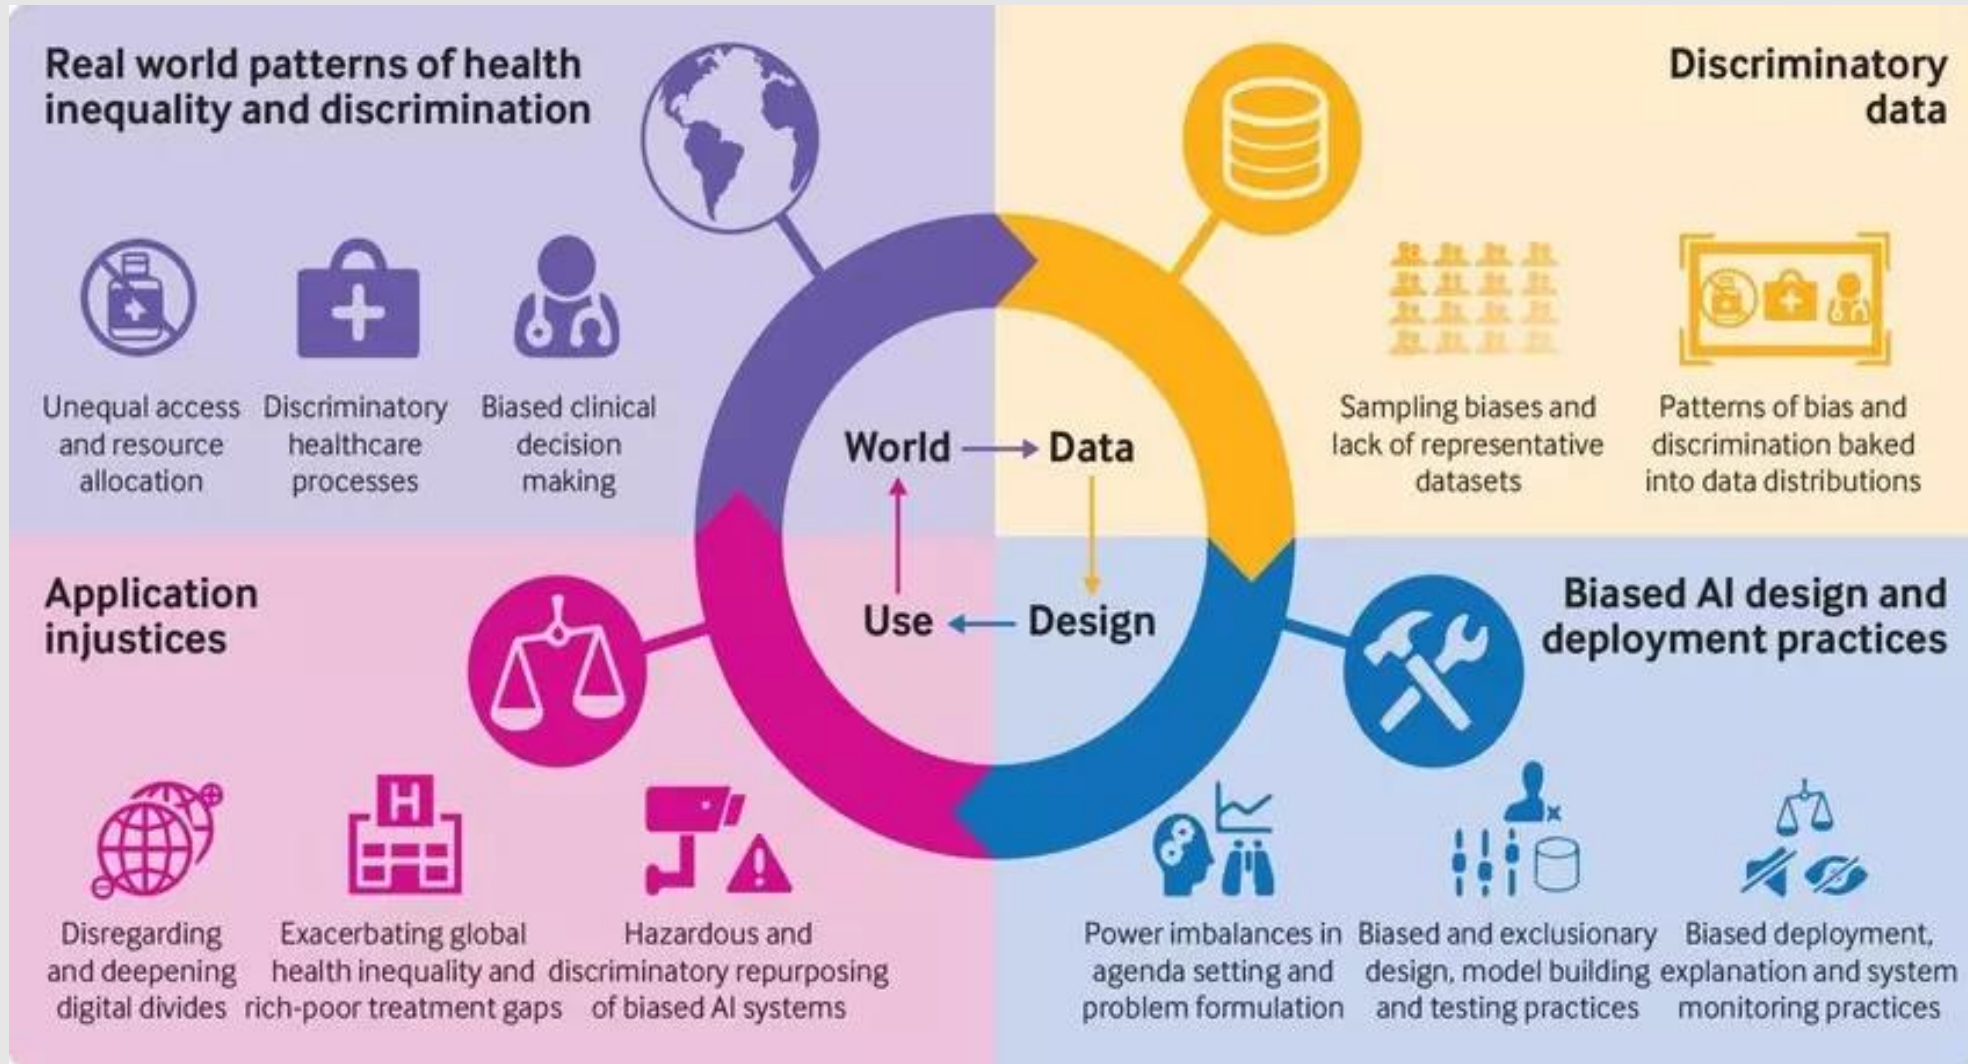 Real world patterns of health
inequality and discrimination
Unequal access
and resource
allocation
Discriminatory
healthcare
processes
Biased clinical
decision
making
Discriminatory
data
Sampling biases and
lack of representative
datasets
Patterns of bias and
discrimination baked
into data distributions
World
Data
Use
Design
Application
injustices
H
Disregarding
and deepening
digital divides
Exacerbating global
health inequality and
rich-poor treatment gaps
Hazardous and
discriminatory repurposing
of biased AI systems
Biased AI design and
deployment practices
Power imbalances in
agenda setting and
problem formulation
Biased and exclusionary
design, model building
and testing practices
Biased deployment,
explanation and system
monitoring practices